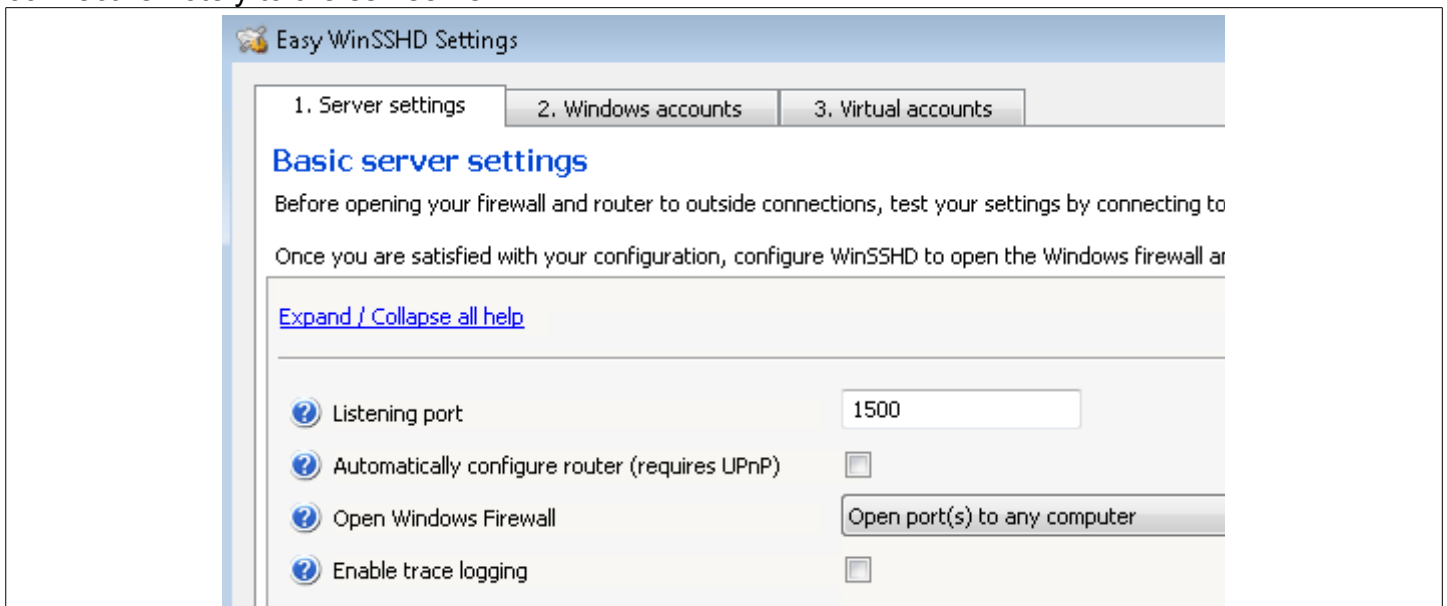 Easy WinSSHD Settings
1. Server settings 2. Windows accounts 3. Virtual accounts
Basic server settings
Before opening your firewall and router to outside connections, test your settings by connecting to
Once you are satisfied with your configuration, configure WinSSHD to open the Windows firewall
Expand / Collapse all help
Listening port 1500
Automatically configure router (requires UPnP)
Open Windows Firewall Open port(s) to any computer
Enable trace logging